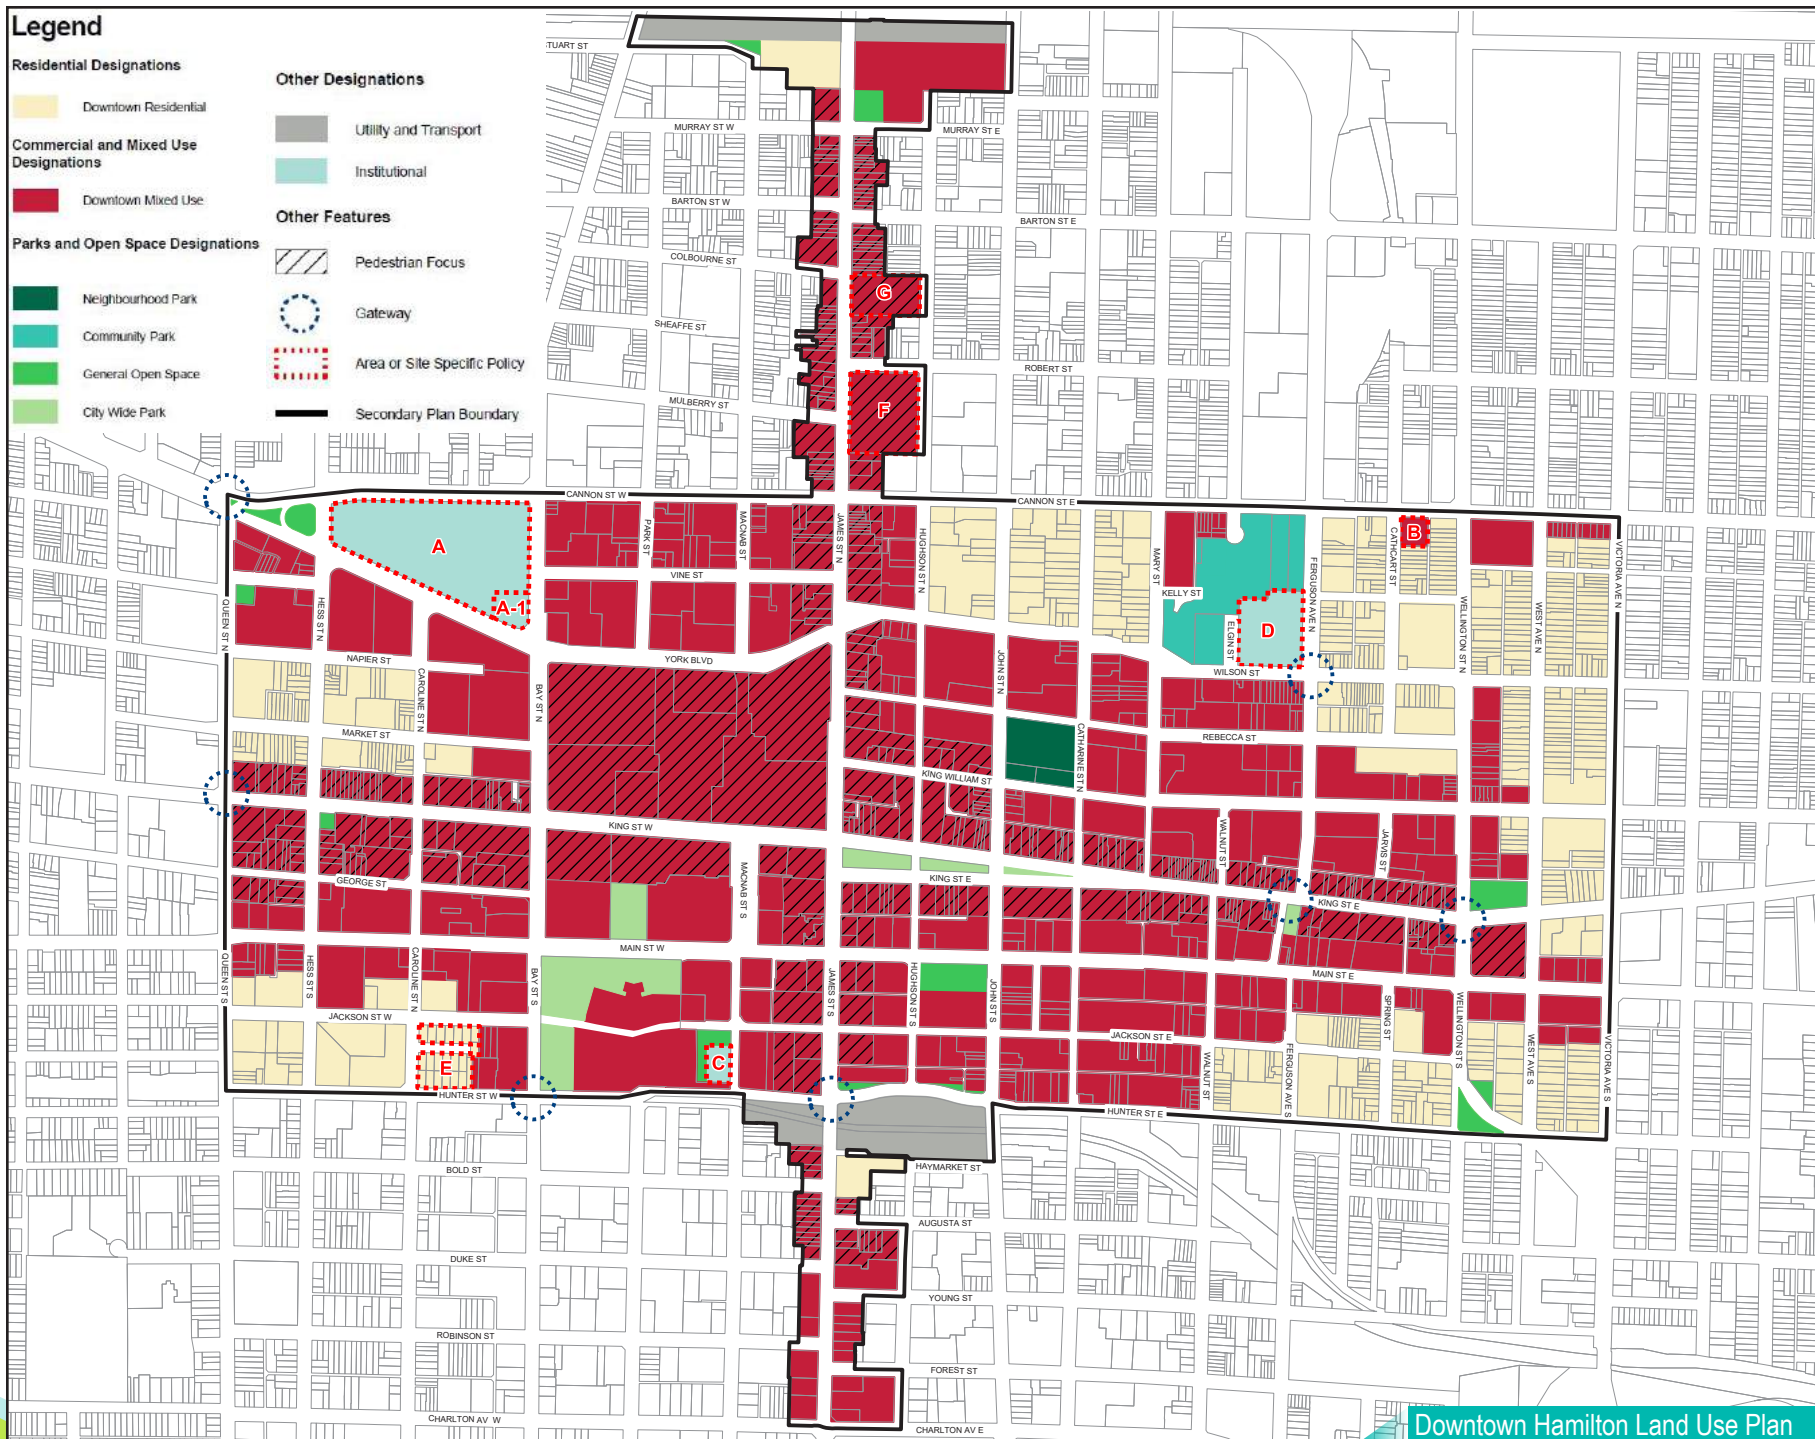 Legend
Residential Designations
Downtown Residential
Commercial and Mixed Use
Designations
Downtown Mixed Use
Parks and Open Space Designations
Neighbourhood Park
Community Park
General Open Space
City Wide Park
Other Designations
Utility and Transport
Institutional
Other Features
Pedestrian Focus
Gateway
Area or Site Specific Policy
Secondary Plan Boundary
MURRAY ST W
MURRAY ST E
BARTON ST W
BARTON ST E
COLBOURNE ST
G
SHEAFFE ST
ROBERT ST
MULBERRY ST
F
CANNON ST W
CANNON ST E
A
A-1
B
PARK ST
MACNAB ST
JAMES ST N
HUGHSON ST N
MARY ST
FERGUSON AVE N
CATHCART ST
VICTORIA AVE N
VINE ST
KELLY ST
QUEEN ST N
HESS ST N
WELLINGTON ST N
WEST AVE N
ELGIN ST
D
NAPIER ST
YORK BLVD
JOHN ST N
WILSON ST
CAROLINE ST N
BAY ST N
MARKET ST
CATHARINE ST N
REBECCA ST
KING WILLIAM ST
KING ST W
WALNUT ST
JARVIS ST
GEORGE ST
MACNAB ST S
KING ST E
KING ST E
MAIN ST W
MAIN ST E
QUEEN ST S
HESS ST S
CAROLINE ST N
BAY ST S
JAMES ST S
HUGHSON ST S
JOHN ST S
SPRING ST
WELLINGTON ST S
JACKSON ST W
JACKSON ST E
E
C
WALNUT ST
FERGUSON AVE S
WEST AVE S
VICTORIA AVE S
HUNTER ST W
HUNTER ST E
BOLD ST
HAYMARKET ST
AUGUSTA ST
DUKE ST
YOUNG ST
ROBINSON ST
FOREST ST
CHARLTON AV W
CHARLTON AV E
Downtown Hamilton Land Use Plan